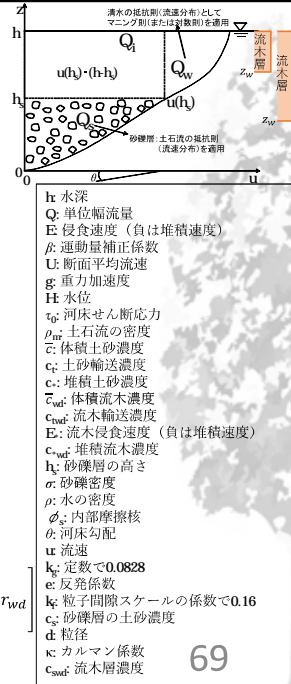 z
清水の抵抗則(流速分布)として
マニング則(または対数則)を適用
h
Qi
Qw
u(hs)・(h-hs)
流木層
zw
流木層
zw
hs
u(hs)
Qs
砂礫層:土石流の抵抗則
(流速分布)を適用
0
0
θ
u
h: 水深
Q: 単位幅流量
E: 侵食速度（負は堆積速度）
β: 運動量補正係数
U: 断面平均流速
g: 重力加速度
H: 水位
τ0: 河床せん断応力
ρm: 土石流の密度
c̅: 体積土砂濃度
ct: 土砂輸送濃度
c*: 堆積土砂濃度
c̅wd: 体積流木濃度
ctwd: 流木輸送濃度
E*: 流木侵食速度（負は堆積速度）
c*wd: 堆積流木濃度
hs: 砂礫層の高さ
σ: 砂礫密度
ρ: 水の密度
ϕs: 内部摩擦核
θ: 河床勾配
u: 流速
kg: 定数で0.0828
e: 反発係数
rwd
kf: 粒子間隙スケールの係数で0.16
cs: 砂礫層の土砂濃度
d: 粒径
κ: カルマン係数
cswd: 流木層濃度
69